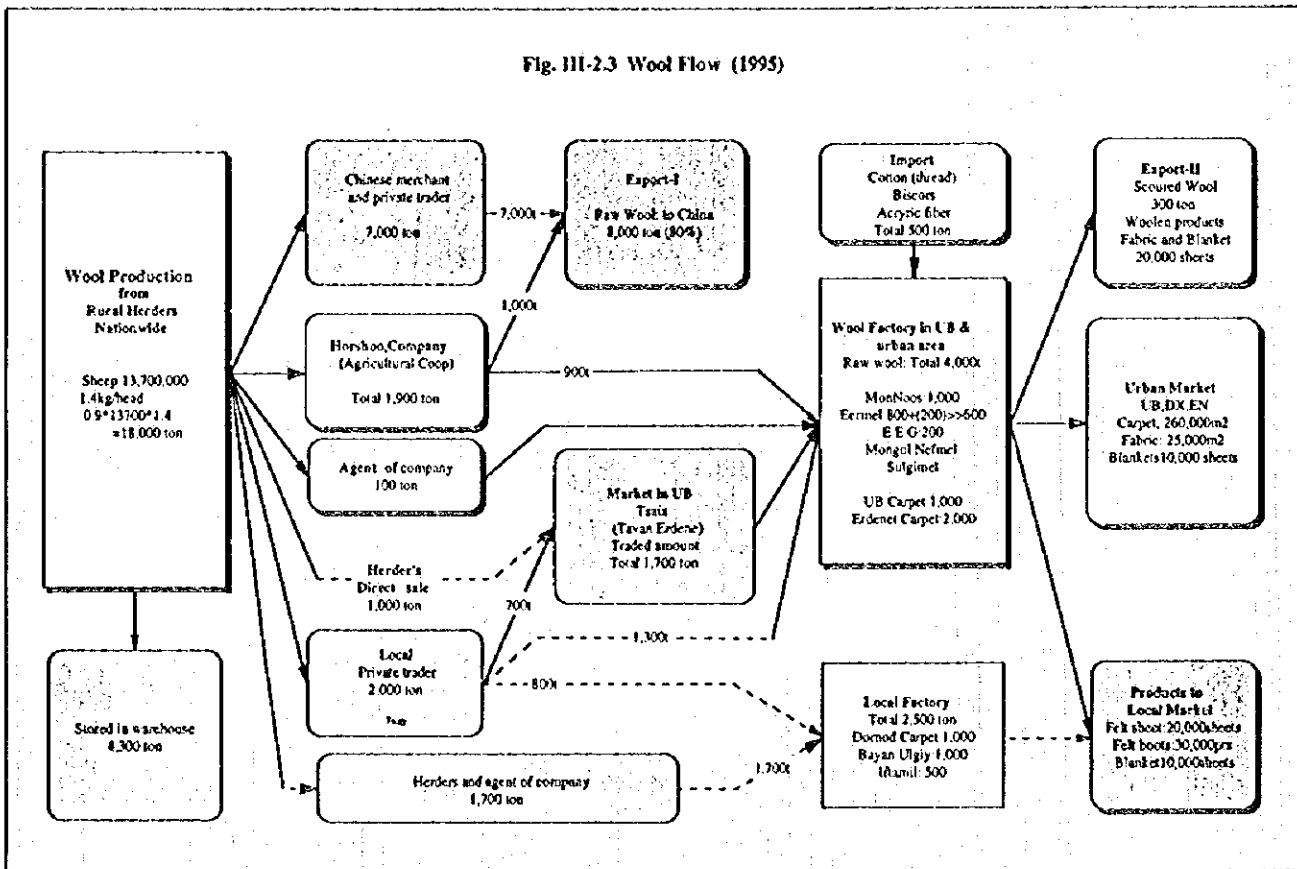 Fig. III-2.3 Wool Flow (1995)
Wool Production
from
Rural Herders
Nationwide
Sheep 13,700,000
1.4kg/head
0.9*13700*1.4
=18,000 ton
Stored in warehouse
4,300 ton
Chinese merchant
and private trader
7,000 ton
7,000t
Export-I
Raw Wook to China
8,000 ton (80%)
1,000t
Horshoo,Company
(Agricultural Coop)
Total 1,900 ton
900t
Agent of company
100 ton
Herder's
Direct sale
1,000 ton
Market in UB
Tsais
(Tavan Erdene)
Traded amount
Total 1,700 ton
700t
1,300t
Local
Private trader
2,000 ton
800t
Herders and agent of company
1,700 ton
1,700t
Import
Cotton (thread)
Biscors
Acryric fiber
Total 500 ton
Wool Factory in UB &
urban area
Raw wool: Total 4,000t
MonNoos 1,000
Eermel 800+(200)>>600
E E G 200
Mongol Nefmel
Sulgimel
UB Carpet 1,000
Erdenet Carpet 2,000
Local Factory
Total 2,500 ton
Dornod Carpet 1,000
Bayan Ulgiy: 1,000
500
Export-II
Scoured Wool
300 ton
Woolen products
Fabric and Blanket
20,000 sheets
Urban Market
UB,DX,EN
Carpet, 260,000m2
Fabric: 25,000m2
Blankets10,000 sheets
Products to
Local Market
Felt sheet:20,000sheets
Felt boots:30,000prs
Blanket10,000sheets